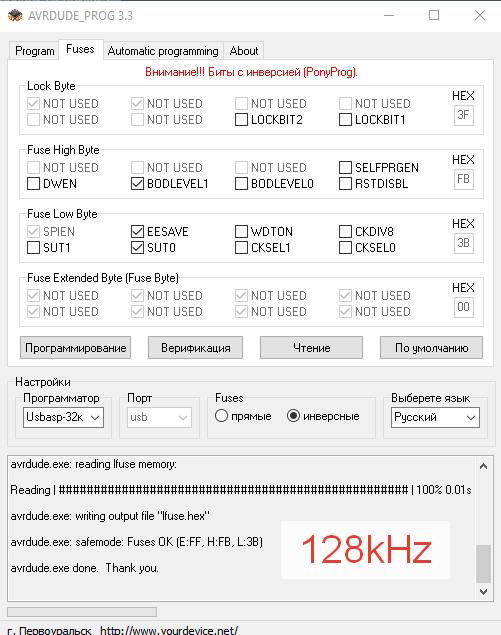 AVRDUDE_PROG 3.3
Program Fuses Automatic programming About
Внимание!!! Биты с инверсией (PonyProg).
Lock Byte
HEX
NOT USED NOT USED NOT USED NOT USED
NOT USED NOT USED LOCKBIT2 LOCKBIT1 3F
Fuse High Byte
HEX
NOT USED NOT USED NOT USED SELFPRGEN
DWEN BODLEVEL1 BODLEVEL0 RSTDISBL FB
Fuse Low Byte
HEX
SPIEN EESAVE WDTON CKDIV8
SUT1 SUT0 CKSEL1 CKSEL0 3B
Fuse Extended Byte (Fuse Byte)
HEX
NOT USED NOT USED NOT USED NOT USED
NOT USED NOT USED NOT USED NOT USED 00
Программирование Верификация Чтение По умолчанию
Настройки
Программатор Порт Fuses Выберете язык
Usbasp-32к usb прямые инверсные Русский
avrdude.exe: reading lfuse memory:
Reading | ################################################## | 100% 0.01s
avrdude.exe: writing output file "lfuse.hex"
avrdude.exe: safemode: Fuses OK (E:FF, H:FB, L:3B)
avrdude.exe done. Thank you.
128kHz
г. Первоуральск http://www.yourdevice.net/